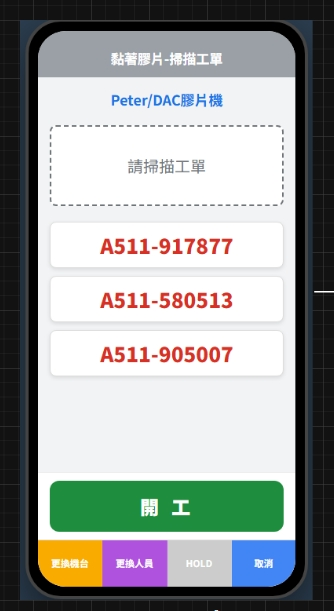 黏著膠片-掃描工單
Peter/DAC膠片機
請掃描工單
A511-917877
A511-580513
A511-905007
開 工
更換機台
更換人員
HOLD
取消